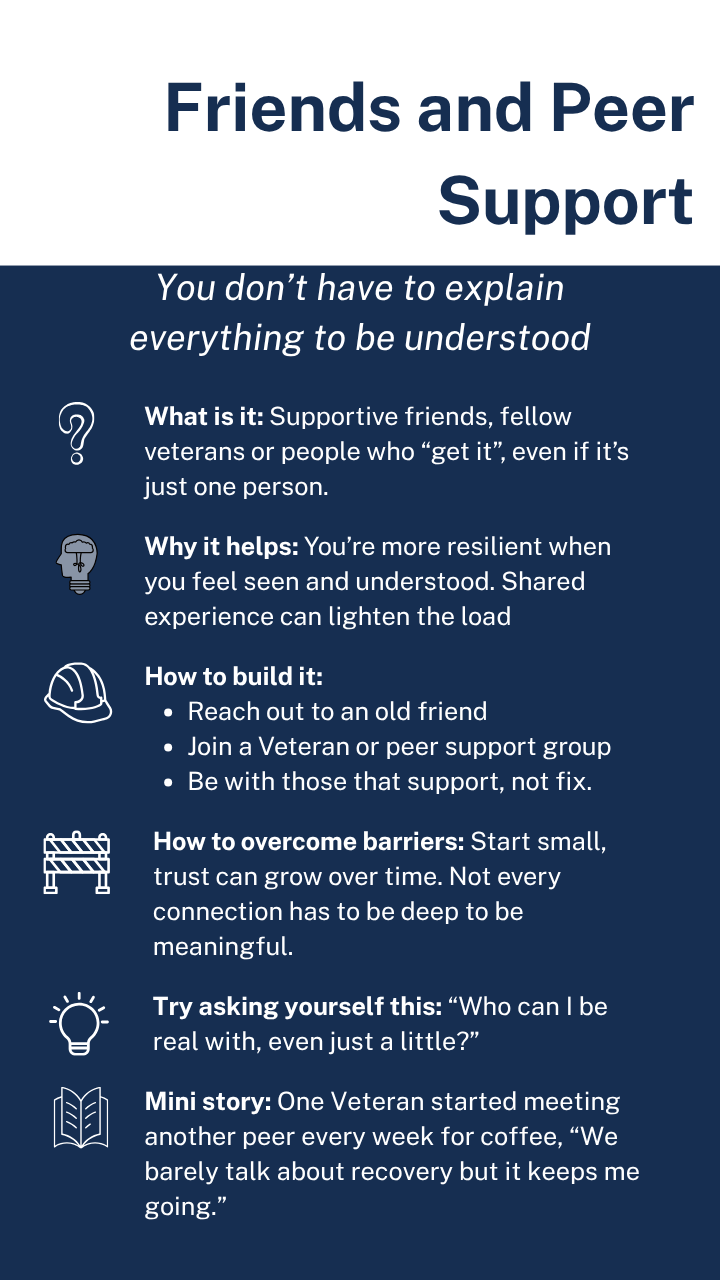 Friends and Peer
Support
You don’t have to explain
everything to be understood
What is it: Supportive friends, fellow
veterans or people who “get it”, even if it’s
just one person.
Why it helps: You’re more resilient when
you feel seen and understood. Shared
experience can lighten the load
How to build it:
• Reach out to an old friend
• Join a Veteran or peer support group
• Be with those that support, not fix.
How to overcome barriers: Start small,
trust can grow over time. Not every
connection has to be deep to be
meaningful.
Try asking yourself this: “Who can I be
real with, even just a little?”
Mini story: One Veteran started meeting
another peer every week for coffee, “We
barely talk about recovery but it keeps me
going.”